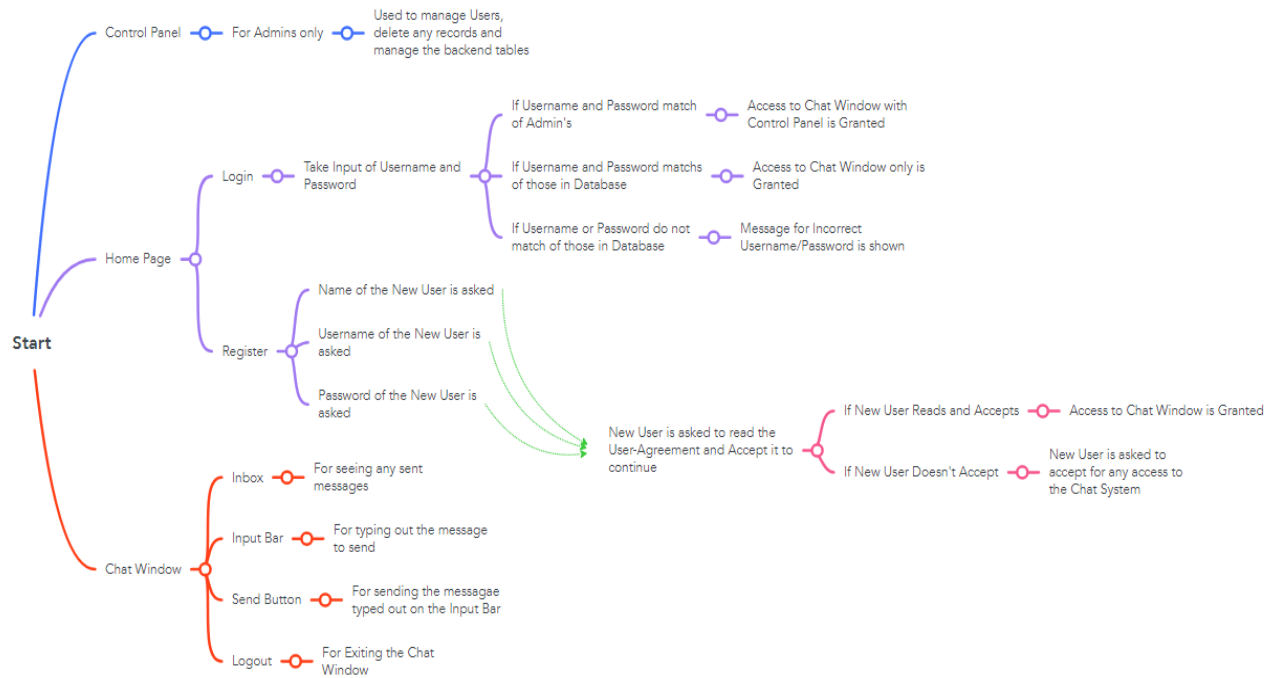 Control Panel
For Admins only
Used to manage Users,
delete any records and
manage the backend tables
Start
Home Page
Login
Take Input of Username and
Password
If Username and Password match
of Admin's
Access to Chat Window with
Control Panel is Granted
If Username and Password matchs
of those in Database
Access to Chat Window only is
Granted
If Username or Password do not
match of those in Database
Message for Incorrect
Username/Password is shown
Register
Name of the New User is asked
Username of the New User is
asked
Password of the New User is
asked
New User is asked to read the
User-Agreement and Accept it to
continue
If New User Reads and Accepts
Access to Chat Window is Granted
If New User Doesn't Accept
New User is asked to
accept for any access to
the Chat System
Chat Window
Inbox
For seeing any sent
messages
Input Bar
For typing out the message
to send
Send Button
For sending the messagae
typed out on the Input Bar
Logout
For Exiting the Chat
Window